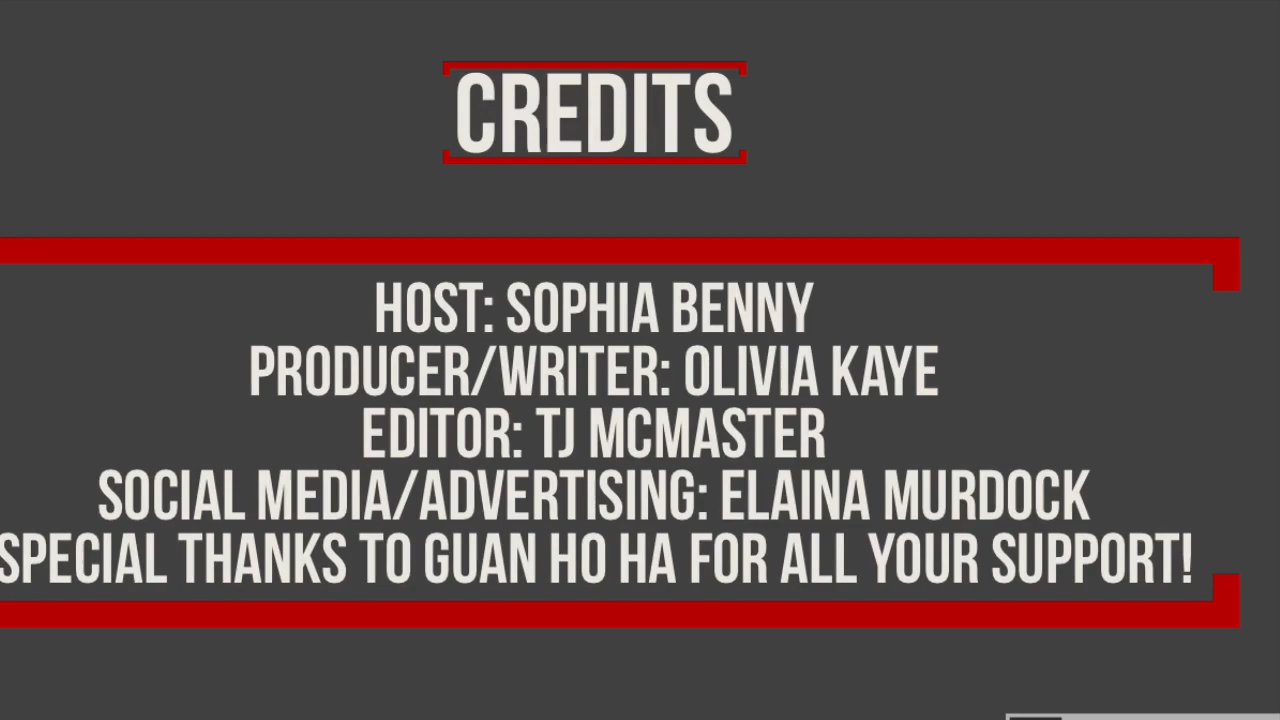 CREDITS
HOST: SOPHIA BENNY
PRODUCER/WRITER: OLIVIA KAYE
EDITOR: TJ MCMASTER
SOCIAL MEDIA/ADVERTISING: ELAINA MURDOCK
SPECIAL THANKS TO GUAN HO HA FOR ALL YOUR SUPPORT!